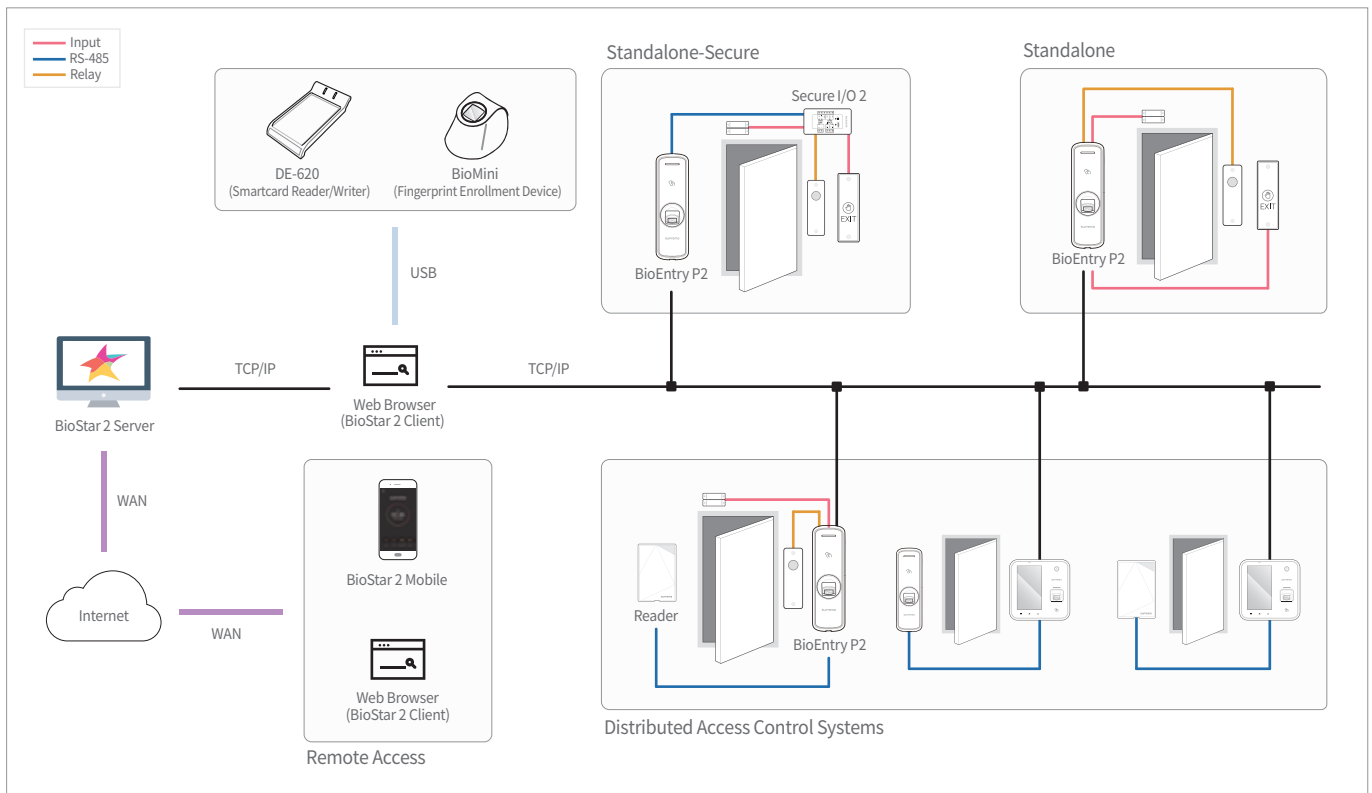 Input
RS-485
Relay
DE-620
(Smartcard Reader/Writer)
BioMini
(Fingerprint Enrollment Device)
USB
Standalone-Secure
Secure I/O 2
EXIT
BioEntry P2
Standalone
EXIT
BioEntry P2
BioStar 2 Server
TCP/IP
Web Browser
(BioStar 2 Client)
TCP/IP
WAN
Internet
WAN
BioStar 2 Mobile
Web Browser
(BioStar 2 Client)
Remote Access
Reader
BioEntry P2
Distributed Access Control Systems